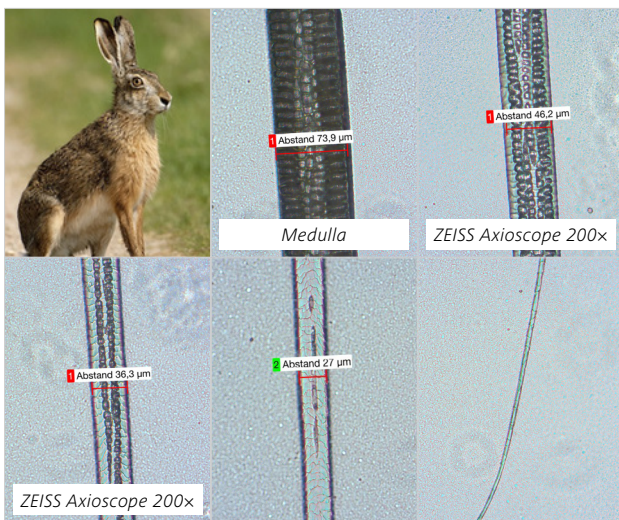 1 Abstand 73,9 µm
Medulla
1 Abstand 46,2 µm
ZEISS Axioscope 200×
1 Abstand 36,3 µm
ZEISS Axioscope 200×
2 Abstand 27 µm